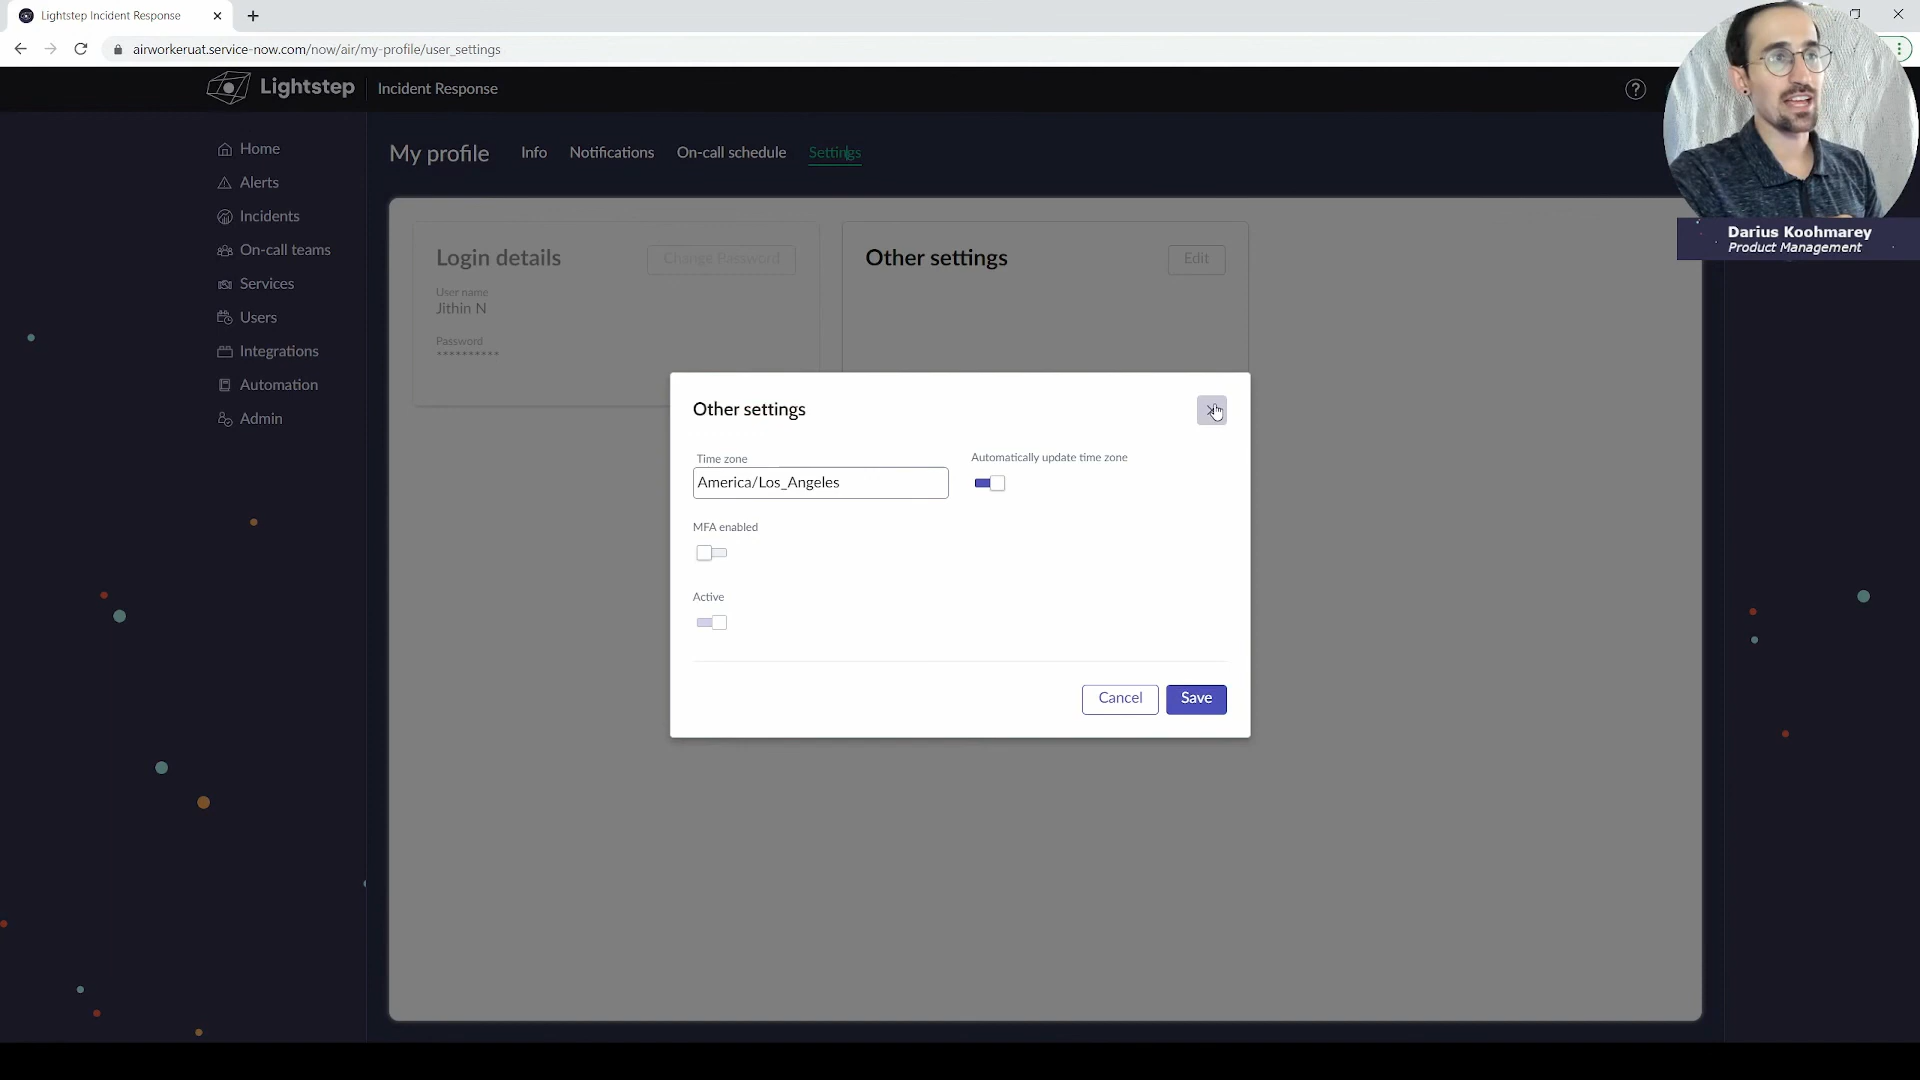 Lightstep Incident Response
airworkeruat.service-now.com/now/air/my-profile/user_settings
Lightstep
Incident Response
Home
Alerts
Incidents
On-call teams
Services
Users
Integrations
Automation
Admin
My profile
Info
Notifications
On-call schedule
Settings
Darius Koohmarey
Product Management
Login details
Change Password
User name
Jithin N
Password
Other settings
Edit
Other settings
Time zone
America/Los_Angeles
Automatically update time zone
MFA enabled
Active
Cancel
Save